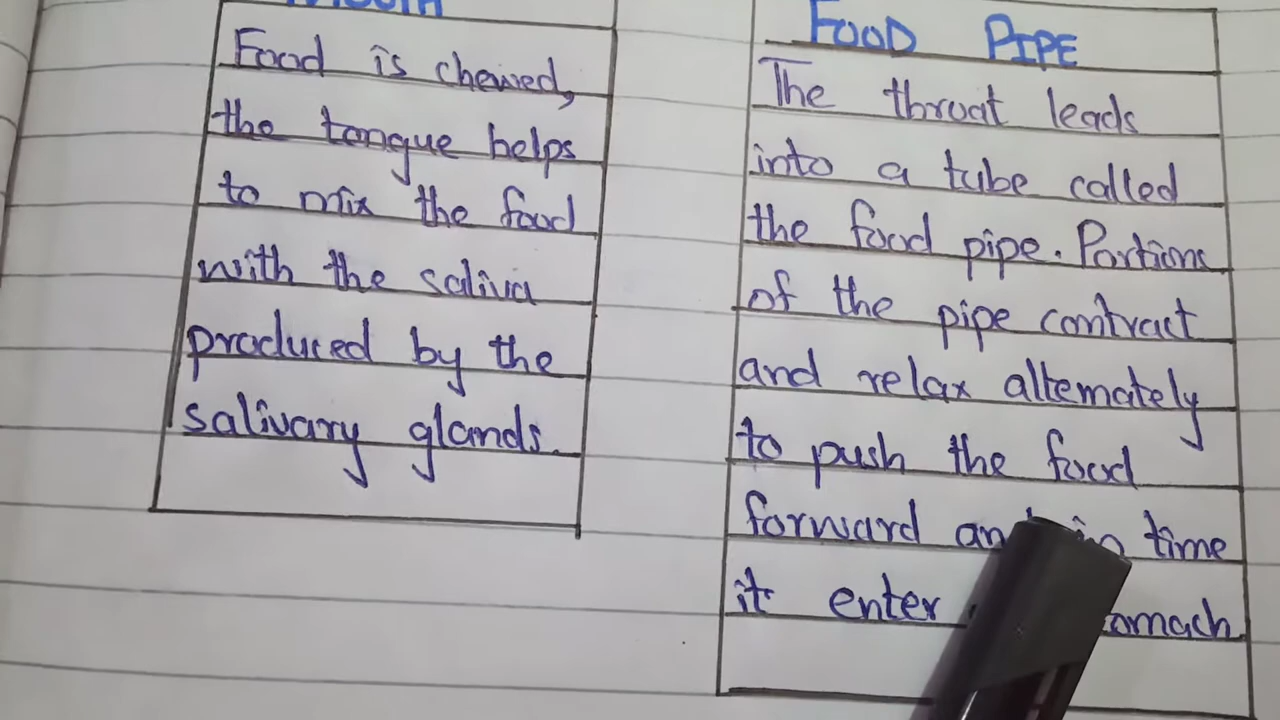 Food is chewed,
the tongue helps
to mix the food
with the saliva
produced by the
salivary glands.
FOOD PIPE
The throat leads
into a tube called
the food pipe. Portions
of the pipe contract
and relax alternately
to push the food
forward in time
it enter